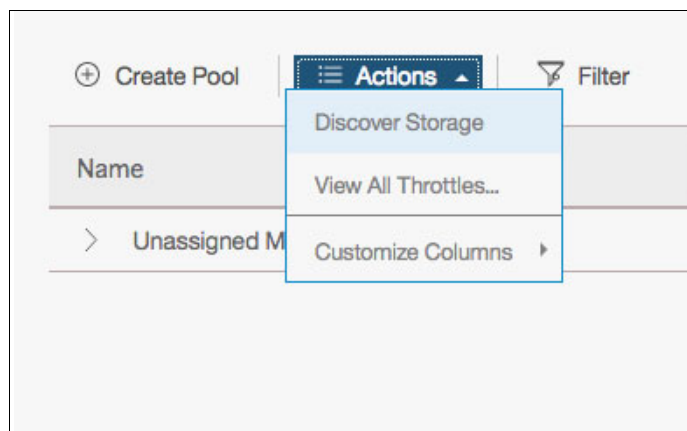 Create Pool Actions Filter
Discover Storage
Name
View All Throttles...
Unassigned M
Customize Columns